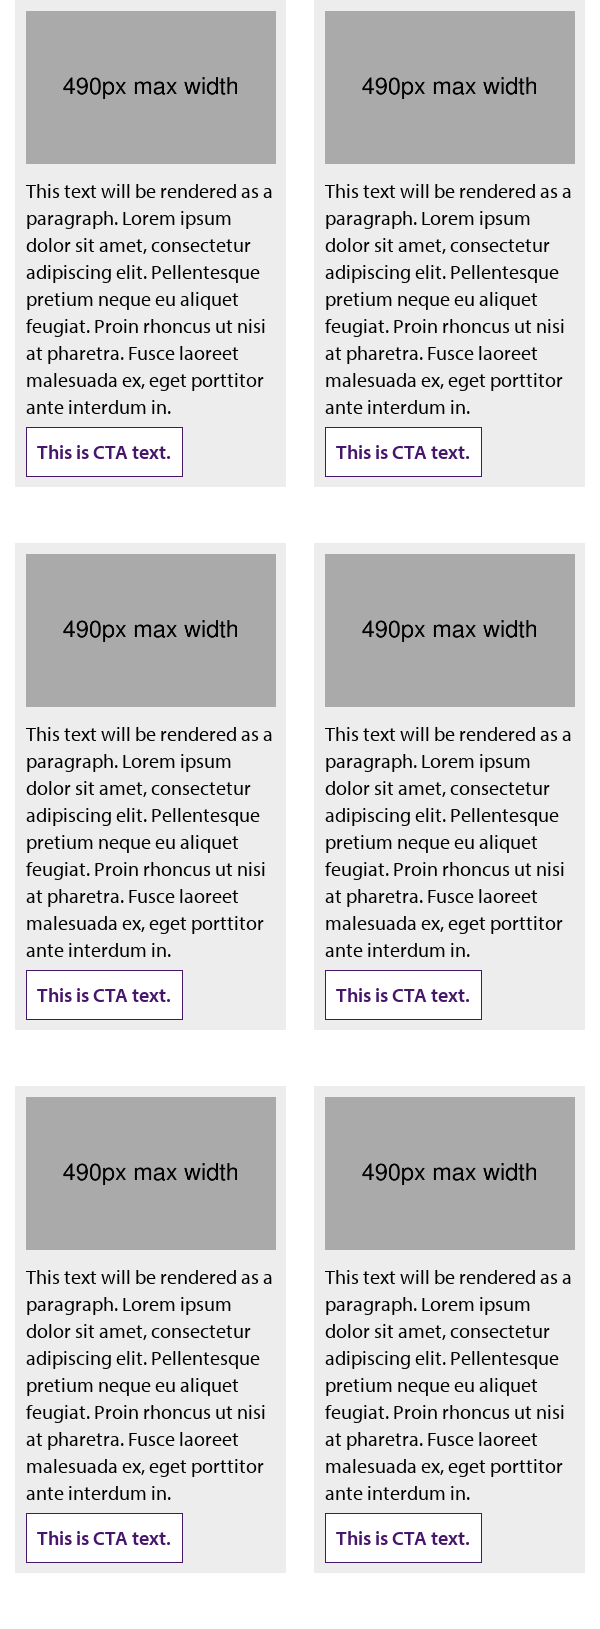 490px max width
This text will be rendered as a
paragraph. Lorem ipsum
dolor sit amet, consectetur
adipiscing elit. Pellentesque
pretium neque eu aliquet
feugiat. Proin rhoncus ut nisi
at pharetra. Fusce laoreet
malesuada ex, eget porttitor
ante interdum in.
This is CTA text.
490px max width
This text will be rendered as a
paragraph. Lorem ipsum
dolor sit amet, consectetur
adipiscing elit. Pellentesque
pretium neque eu aliquet
feugiat. Proin rhoncus ut nisi
at pharetra. Fusce laoreet
malesuada ex, eget porttitor
ante interdum in.
This is CTA text.
490px max width
This text will be rendered as a
paragraph. Lorem ipsum
dolor sit amet, consectetur
adipiscing elit. Pellentesque
pretium neque eu aliquet
feugiat. Proin rhoncus ut nisi
at pharetra. Fusce laoreet
malesuada ex, eget porttitor
ante interdum in.
This is CTA text.
490px max width
This text will be rendered as a
paragraph. Lorem ipsum
dolor sit amet, consectetur
adipiscing elit. Pellentesque
pretium neque eu aliquet
feugiat. Proin rhoncus ut nisi
at pharetra. Fusce laoreet
malesuada ex, eget porttitor
ante interdum in.
This is CTA text.
490px max width
This text will be rendered as a
paragraph. Lorem ipsum
dolor sit amet, consectetur
adipiscing elit. Pellentesque
pretium neque eu aliquet
feugiat. Proin rhoncus ut nisi
at pharetra. Fusce laoreet
malesuada ex, eget porttitor
ante interdum in.
This is CTA text.
490px max width
This text will be rendered as a
paragraph. Lorem ipsum
dolor sit amet, consectetur
adipiscing elit. Pellentesque
pretium neque eu aliquet
feugiat. Proin rhoncus ut nisi
at pharetra. Fusce laoreet
malesuada ex, eget porttitor
ante interdum in.
This is CTA text.